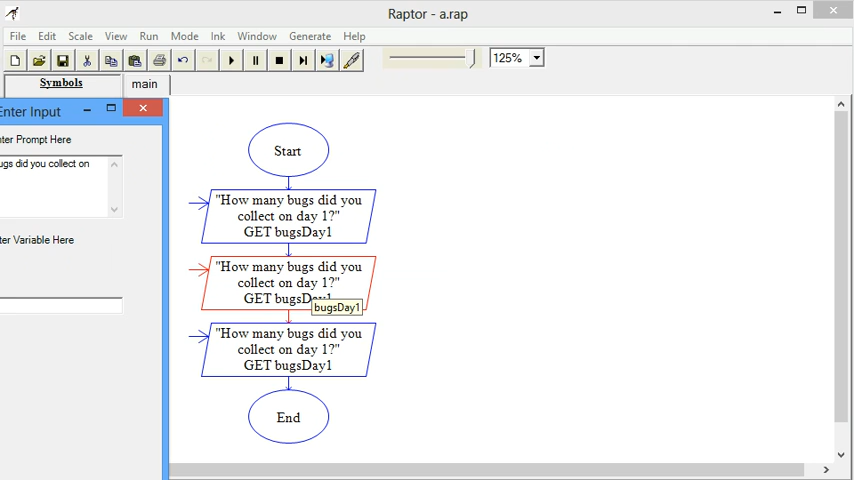 Raptor - a.rap
File Edit Scale View Run Mode Ink Window Generate Help
125%
Symbols main
Enter Input
ter Prompt Here
ugs did you collect on
ter Variable Here
Start
"How many bugs did you
collect on day 1?"
GET bugsDay1
"How many bugs did you
collect on day 1?"
GET bugsDay1
bugsDay1
"How many bugs did you
collect on day 1?"
GET bugsDay1
End